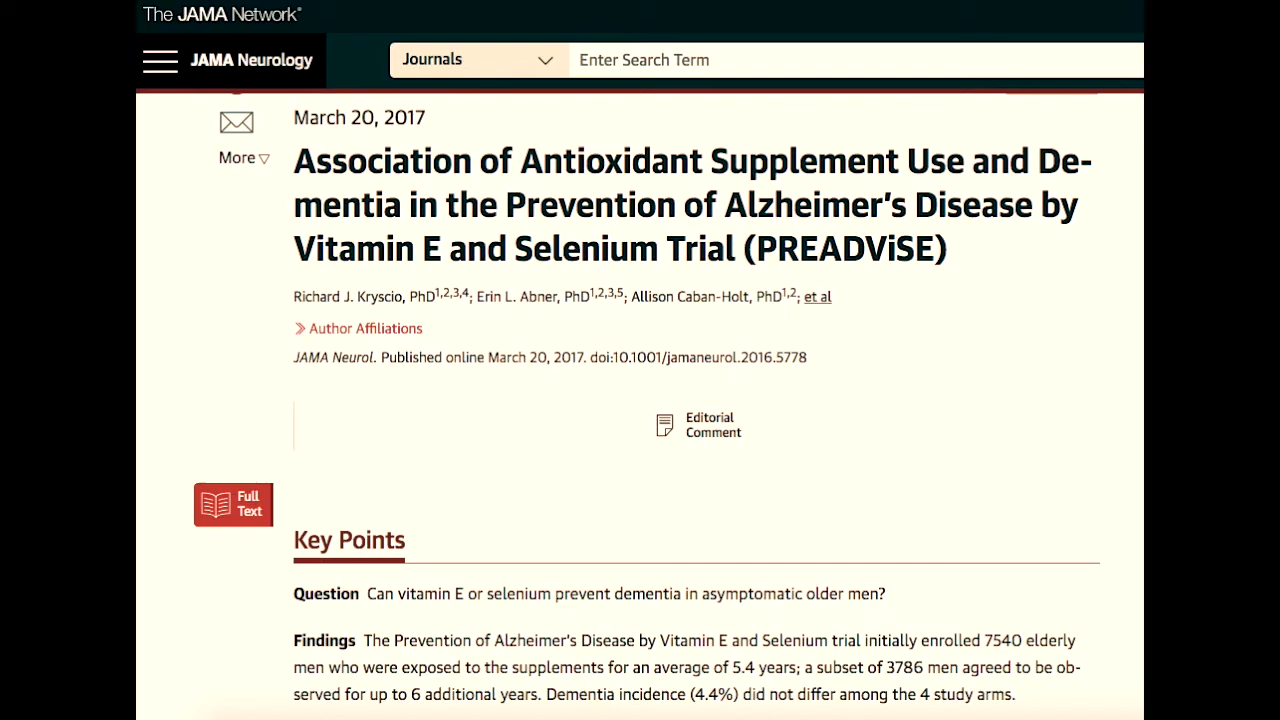 The JAMA Network®
JAMA Neurology
Journals
Enter Search Term
March 20, 2017
More
Association of Antioxidant Supplement Use and De-
mentia in the Prevention of Alzheimer's Disease by
Vitamin E and Selenium Trial (PREADViSE)
Richard J. Kryscio, PhD1,2,3,4; Erin L. Abner, PhD1,2,3,5; Allison Caban-Holt, PhD1,2; et al
Author Affiliations
JAMA Neurol. Published online March 20, 2017. doi:10.1001/jamaneurol.2016.5778
Editorial
Comment
Full
Text
Key Points
Question Can vitamin E or selenium prevent dementia in asymptomatic older men?
Findings The Prevention of Alzheimer's Disease by Vitamin E and Selenium trial initially enrolled 7540 elderly
men who were exposed to the supplements for an average of 5.4 years; a subset of 3786 men agreed to be ob-
served for up to 6 additional years. Dementia incidence (4.4%) did not differ among the 4 study arms.